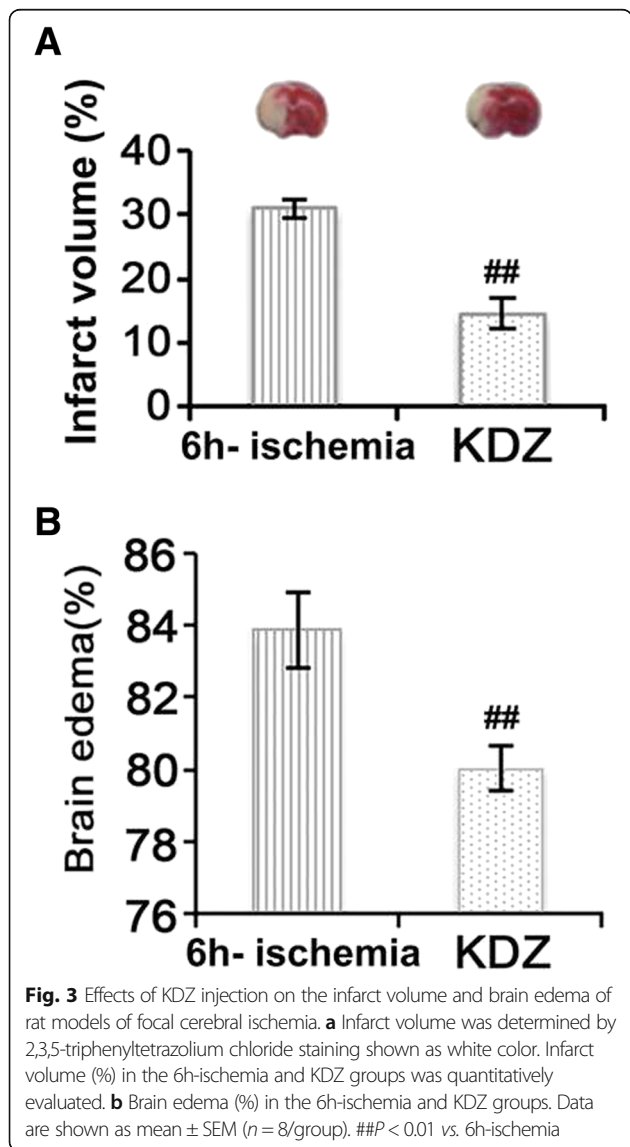 A
Infarct volume (%)
40
30
20
10
0
##
6h- ischemia KDZ
B
Brain edema(%)
86
84
82
80
78
76
##
6h- ischemia KDZ
Fig. 3 Effects of KDZ injection on the infarct volume and brain edema of
rat models of focal cerebral ischemia. a Infarct volume was determined by
2,3,5-triphenyltetrazolium chloride staining shown as white color. Infarct
volume (%) in the 6h-ischemia and KDZ groups was quantitatively
evaluated. b Brain edema (%) in the 6h-ischemia and KDZ groups. Data
are shown as mean ± SEM (n = 8/group). ##P < 0.01 vs. 6h-ischemia